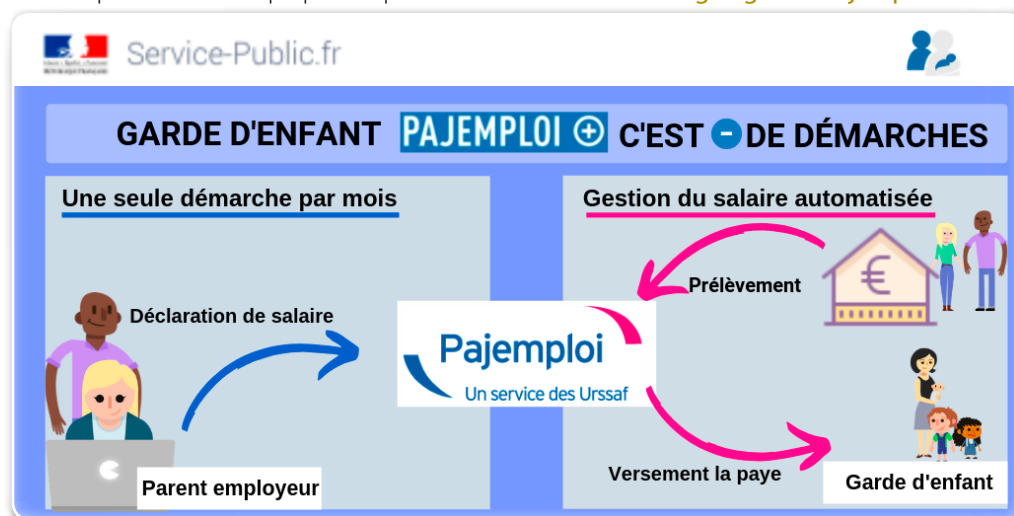 Service-Public.fr
GARDE D'ENFANT PAJEMPLOI + C'EST - DE DÉMARCHES
Une seule démarche par mois
Déclaration de salaire
Parent employeur
Pajemploi
Un service des Urssaf
Gestion du salaire automatisée
Prélèvement
€
Versement la paye
Garde d'enfant